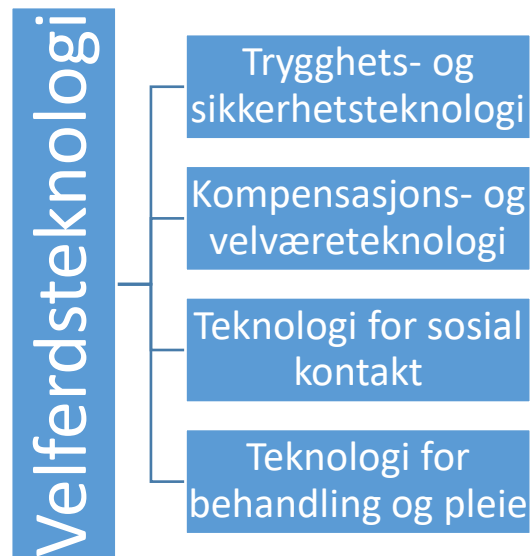 Velferdsteknologi
Trygghets- og
sikkerhetsteknologi
Kompensasjons- og
velværeteknologi
Teknologi for sosial
kontakt
Teknologi for
behandling og pleie